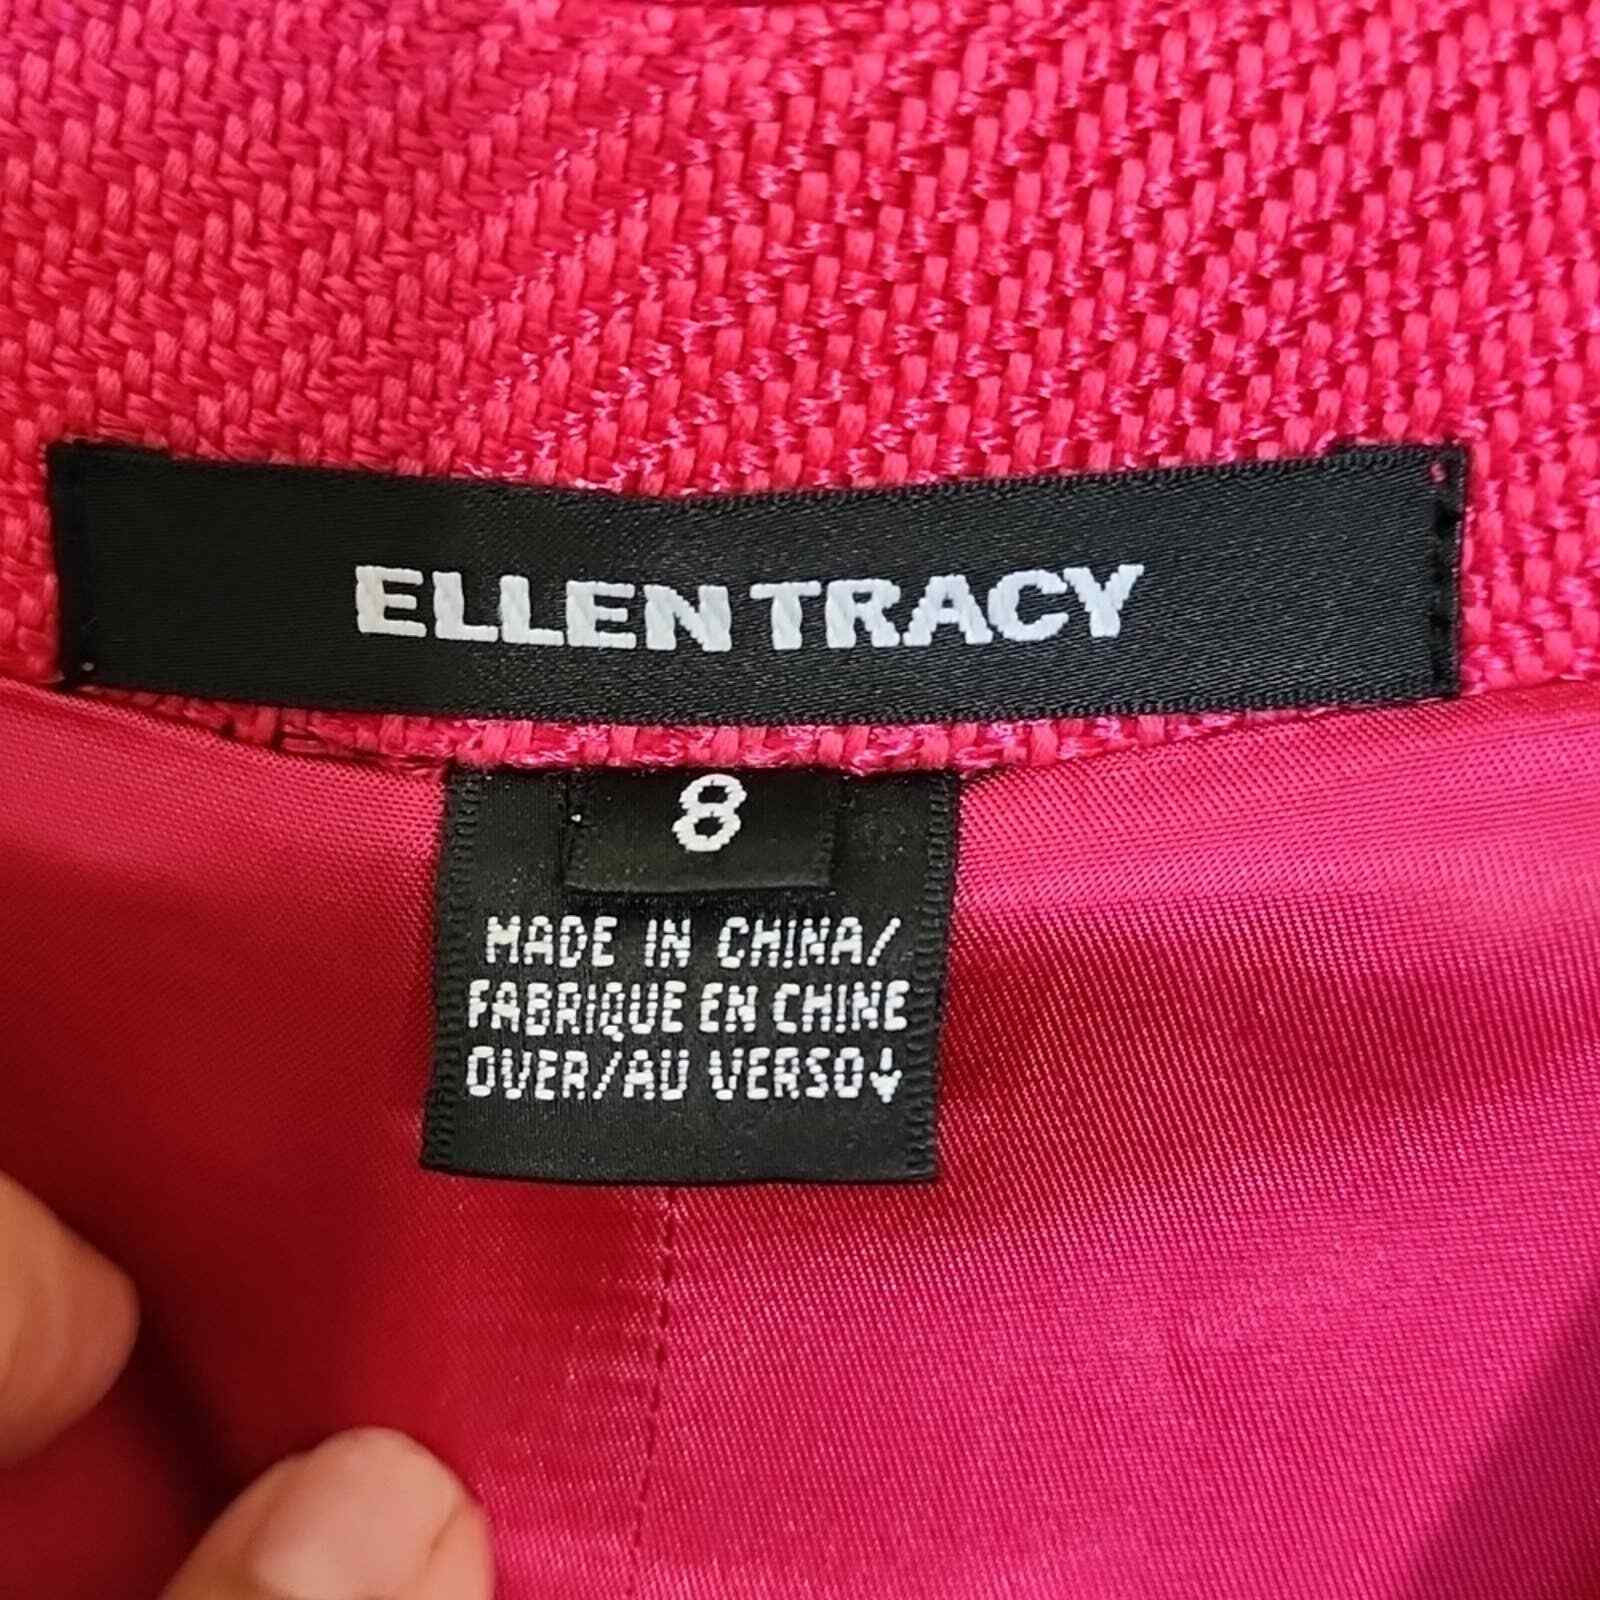 ELLEN TRACY
8
MADE IN CHINA/
FABRIQUE EN CHINE
OVER/AU VERSO↓